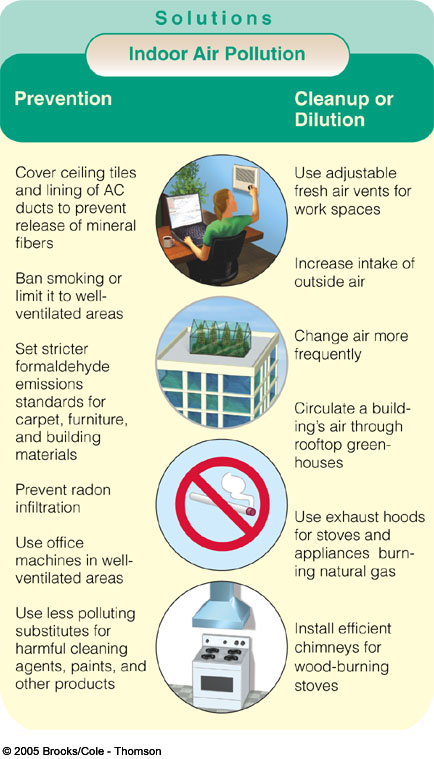 Solutions
Indoor Air Pollution
Prevention
Cover ceiling tiles
and lining of AC
ducts to prevent
release of mineral
fibers
Ban smoking or
limit it to well-
ventilated areas
Set stricter
formaldehyde
emissions
standards for
carpet, furniture,
and building
materials
Prevent radon
infiltration
Use office
machines in well-
ventilated areas
Use less polluting
substitutes for
harmful cleaning
agents, paints, and
other products
Cleanup or
Dilution
Use adjustable
fresh air vents for
work spaces
Increase intake of
outside air
Change air more
frequently
Circulate a build-
ing's air through
rooftop green-
houses
Use exhaust hoods
for stoves and
appliances burn-
ing natural gas
Install efficient
chimneys for
wood-burning
stoves
© 2005 Brooks/Cole - Thomson